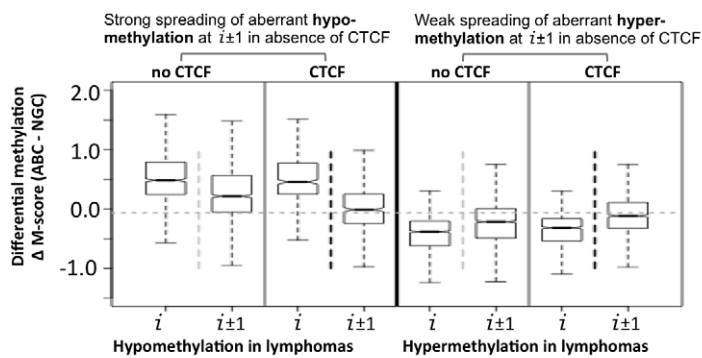 Strong spreading of aberrant hypo-
methylation at i±1 in absence of CTCF
Weak spreading of aberrant hyper-
methylation at i±1 in absence of CTCF
no CTCF CTCF no CTCF CTCF
Differential methylation
Δ M-score (ABC - NGC)
2.0
1.0
0.0
-1.0
i i±1 i i±1 i i±1 i i±1
Hypomethylation in lymphomas Hypermethylation in lymphomas